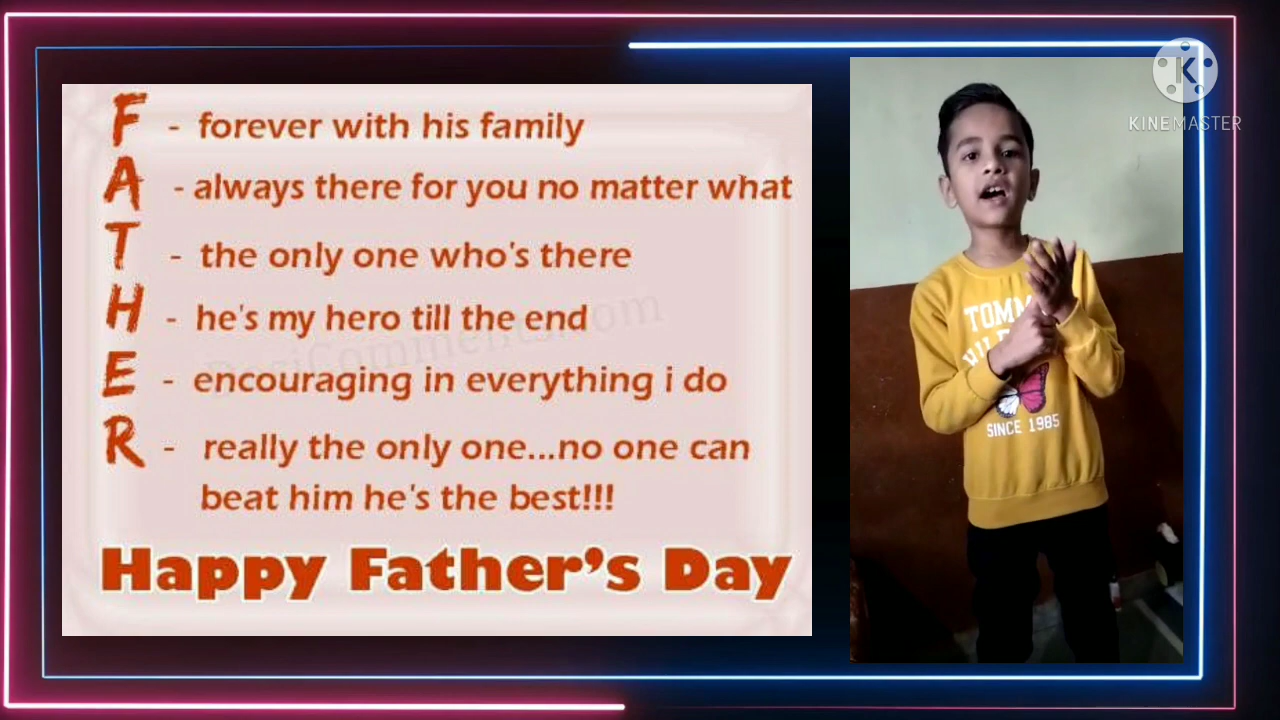 F - forever with his family
A - always there for you no matter what
T - the only one who's there
H - he's my hero till the end
E - encouraging in everything i do
R - really the only one...no one can
beat him he's the best!!!
Happy Father's Day
DesiComments.com
KINEMASTER
TOMM
SINCE 1985